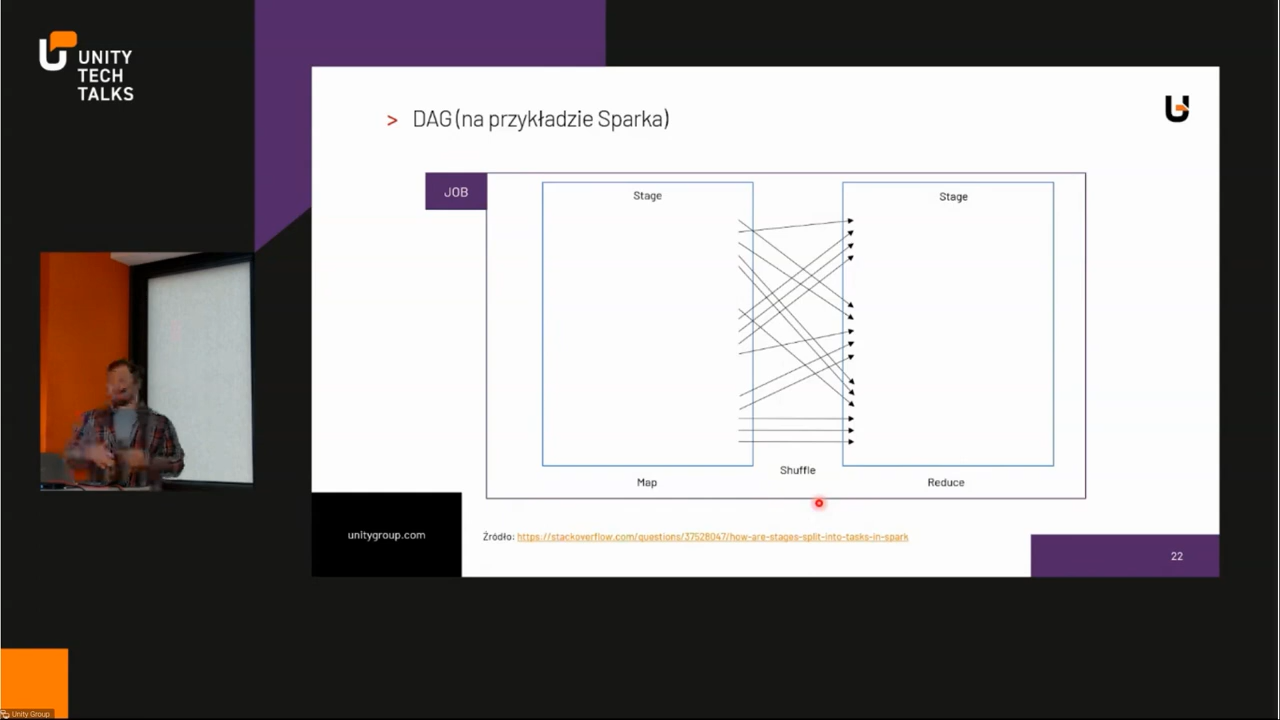 UNITY
TECH
TALKS
> DAG (na przykładzie Sparka)
JOB
Stage
Stage
Shuffle
Map
Reduce
unitygroup.com
Źródło: https://stackoverflow.com/questions/37528047/how-are-stages-split-into-tasks-in-spark
22
Unity Group